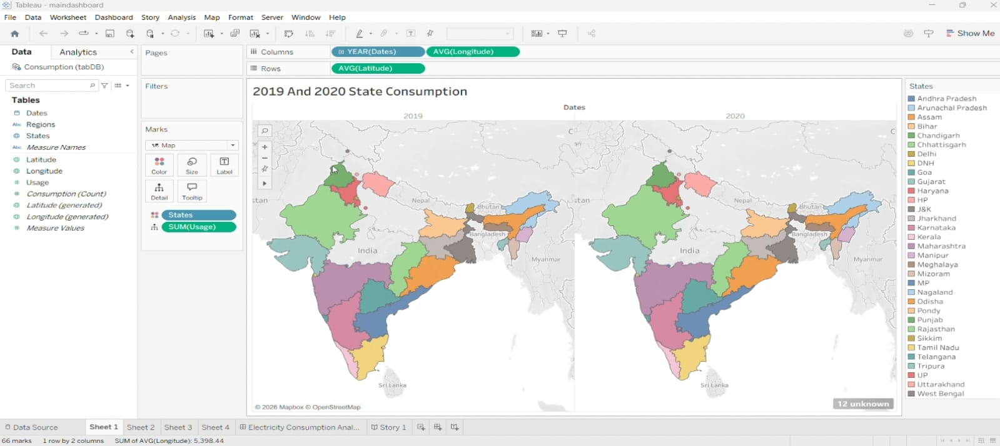 Tableau - maindashboard
File Data Worksheet Dashboard Story Analysis Map Format Server Window Help
Show Me
Data Analytics
Consumption (tabDB)
Search
Tables
Dates
Abc Regions
States
Abc Measure Names
Latitude
Longitude
# Usage
# Consumption (Count)
Latitude (generated)
Longitude (generated)
# Measure Values
Pages
Filters
Marks
Map
Color Size Label
Detail Tooltip
States
SUM(Usage)
Columns YEAR(Dates) AVG(Longitude)
Rows AVG(Latitude)
2019 And 2020 State Consumption
Dates
2019 2020
stan Nepal Bhutan
India Bangladesh
Myanmar
Sri Lanka
stan Nepal Bhutan
India Bangladesh
Myanmar
Sri Lanka
© 2026 Mapbox © OpenStreetMap
12 unknown
States
Andhra Pradesh
Arunachal Pradesh
Assam
Bihar
Chandigarh
Chhattisgarh
Delhi
DNH
Goa
Gujarat
Haryana
HP
J&K
Jharkhand
Karnataka
Kerala
Maharashtra
Manipur
Meghalaya
Mizoram
MP
Nagaland
Odisha
Pondy
Punjab
Rajasthan
Sikkim
Tamil Nadu
Telangana
Tripura
UP
Uttarakhand
West Bengal
Data Source Sheet 1 Sheet 2 Sheet 3 Sheet 4 Electricity Consumption Anal... Story 1
66 marks 1 row by 2 columns SUM of AVG(Longitude): 5,398.44